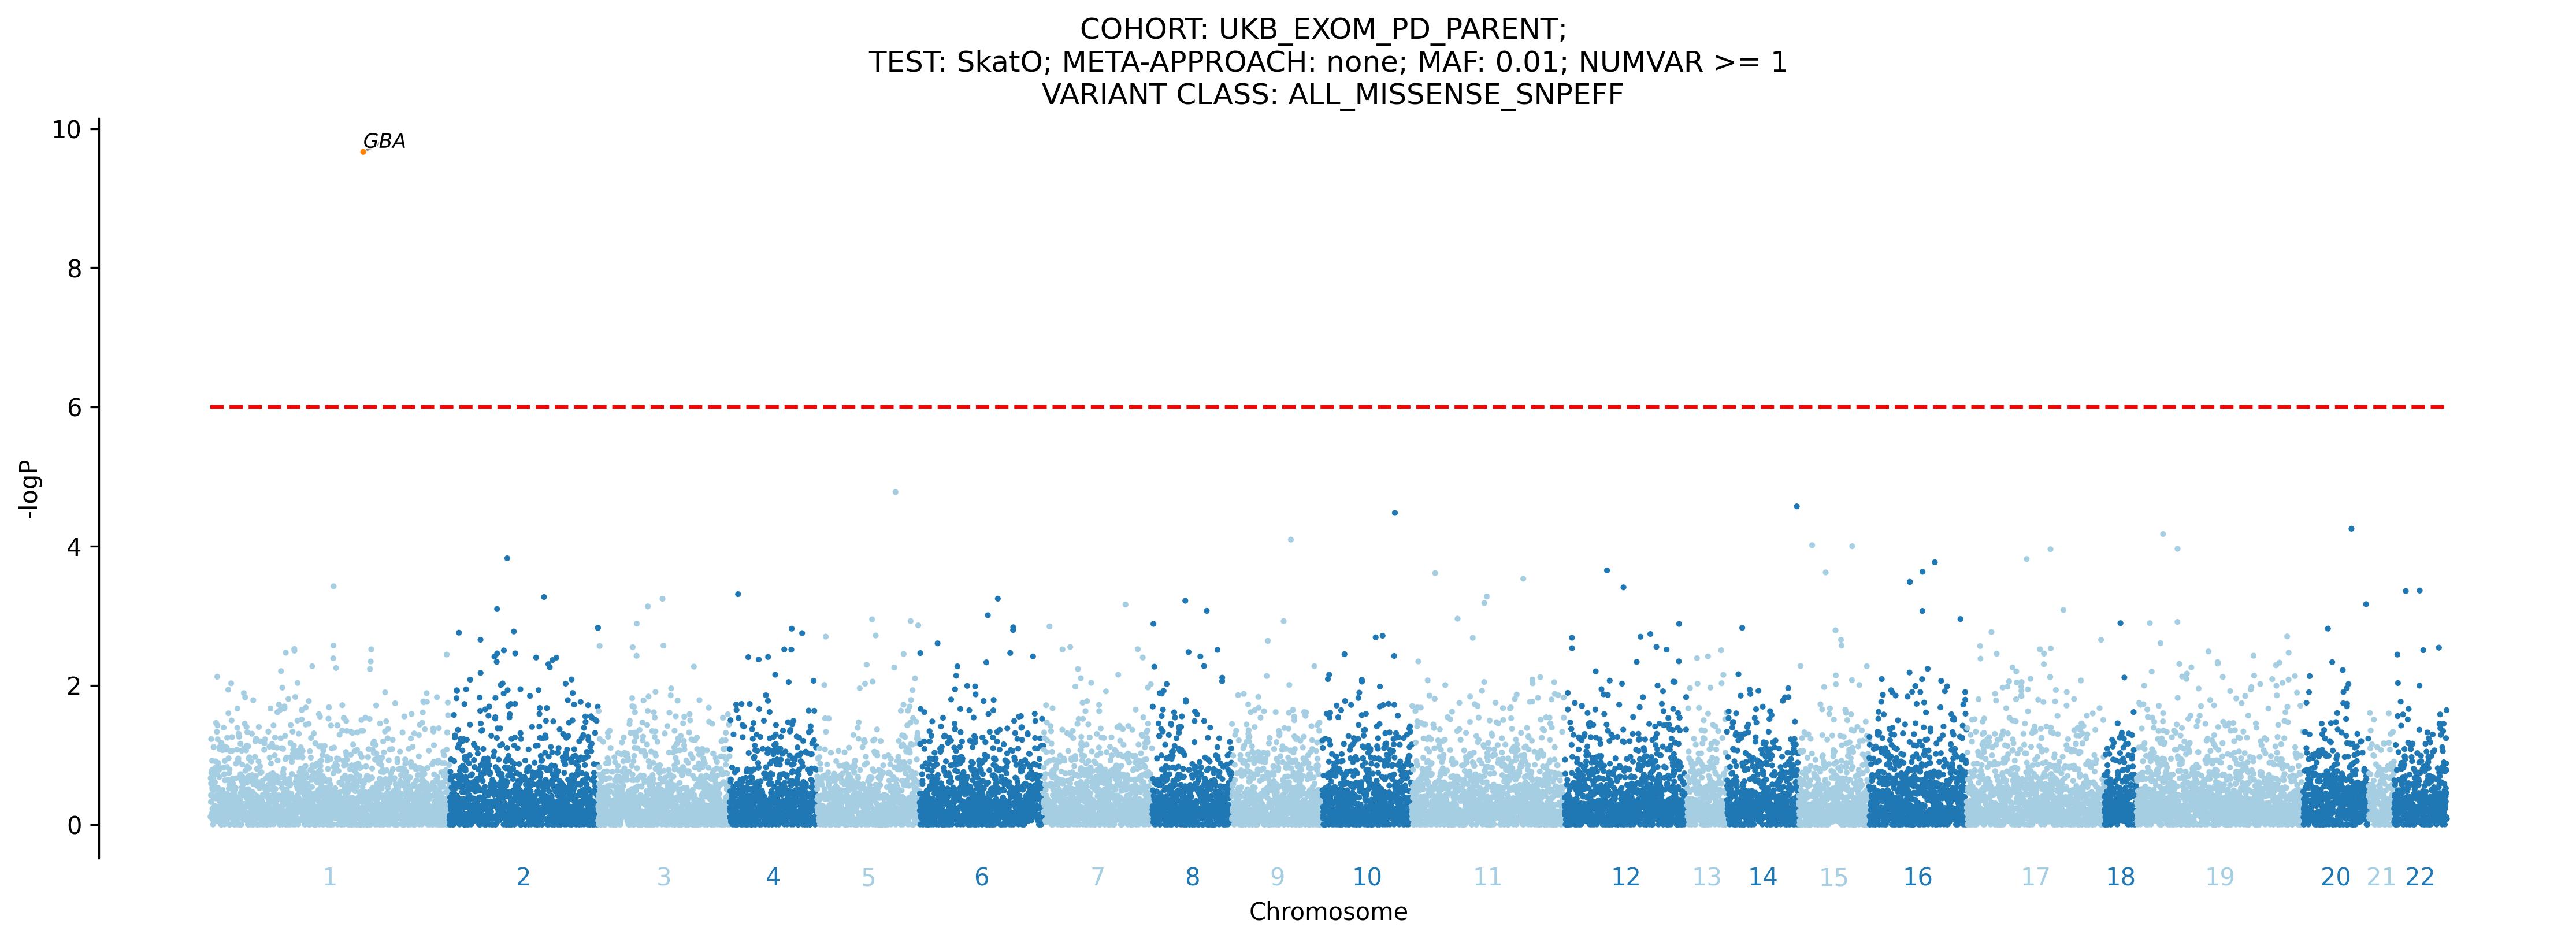 COHORT: UKB_EXOM_PD_PARENT;
TEST: SkatO; META-APPROACH: none; MAF: 0.01; NUMVAR >= 1
VARIANT CLASS: ALL_MISSENSE_SNPEFF
10
GBA
8
6
-logP
4
2
0
1 2 3 4 5 6 7 8 9 10 11 12 13 14 15 16 17 18 19 20 21 22
Chromosome